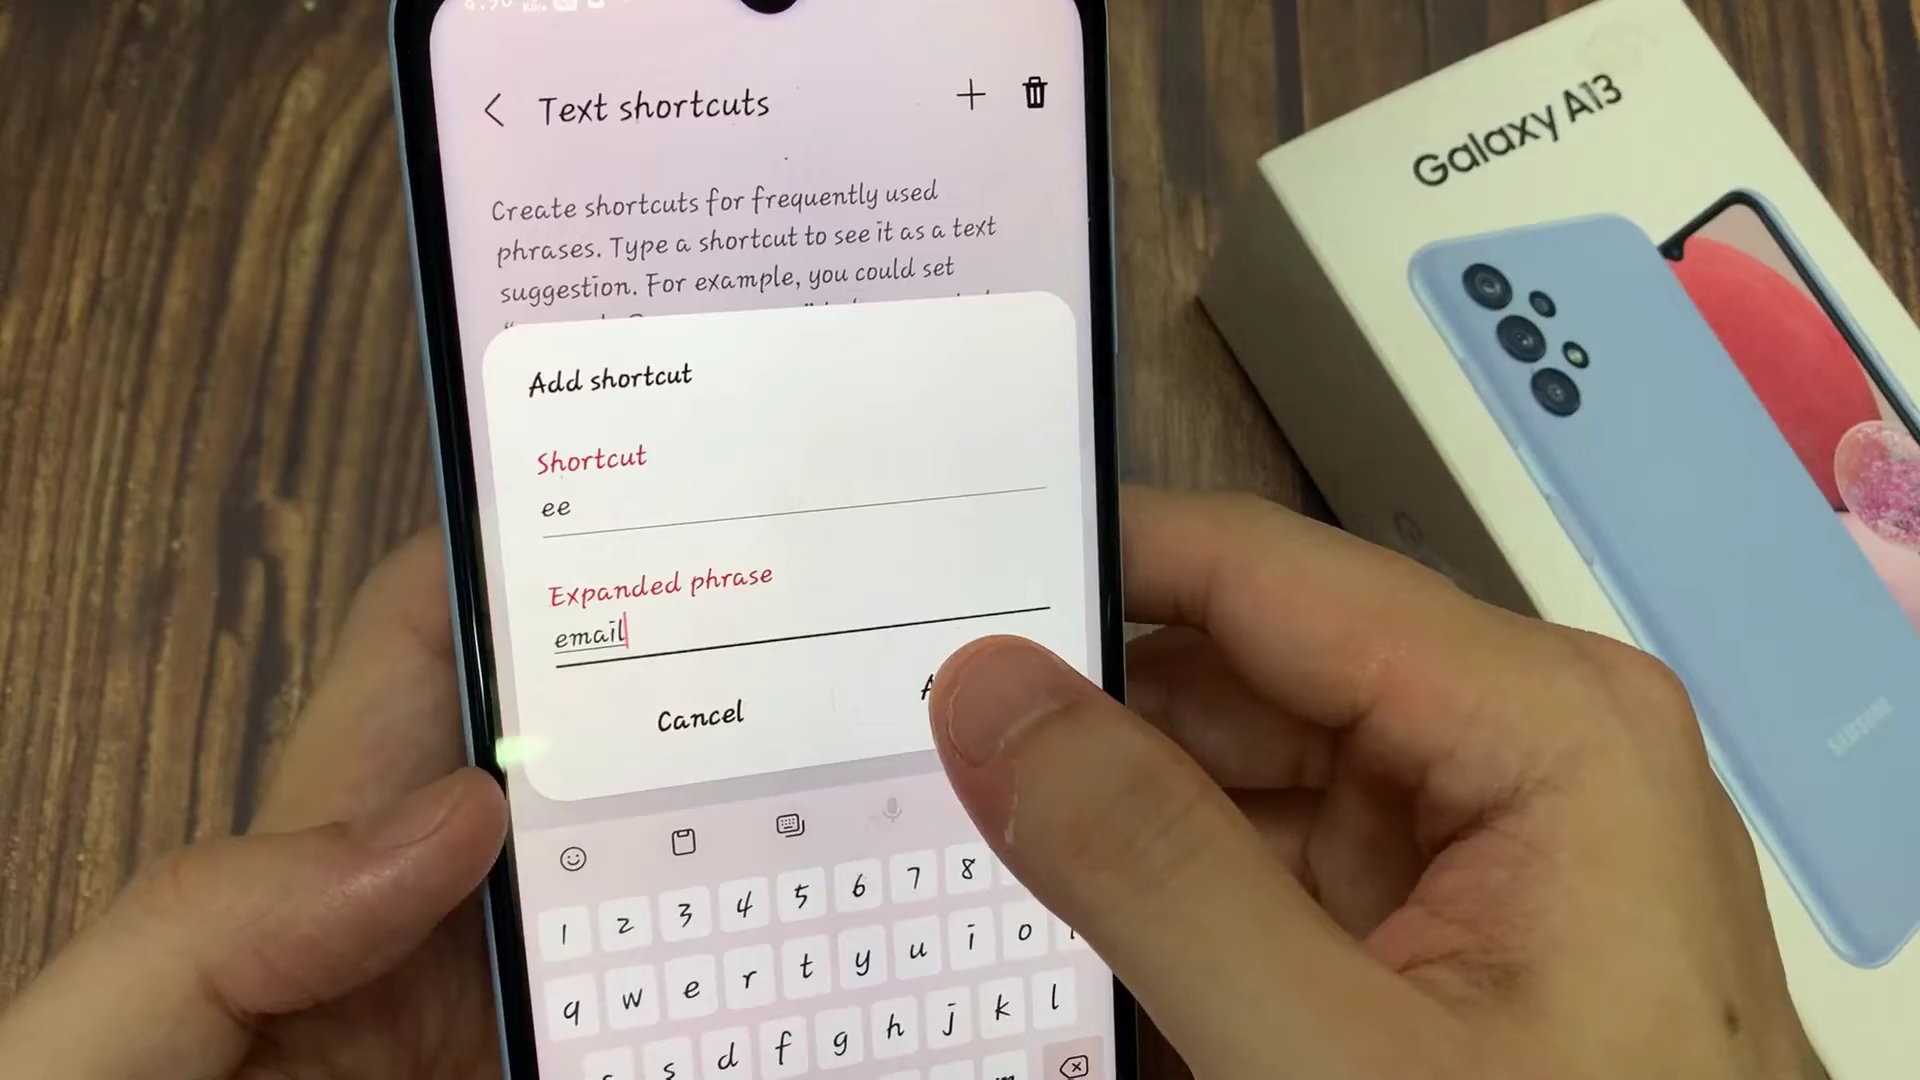 Text shortcuts
Create shortcuts for frequently used
phrases. Type a shortcut to see it as a text
suggestion. For example, you could set
Add shortcut
Shortcut
ee
Expanded phrase
email
Cancel
1 2 3 4 5 6 7 8
q w e r t y u i o
s d f g h j k l
Galaxy A13
SAMSUNG